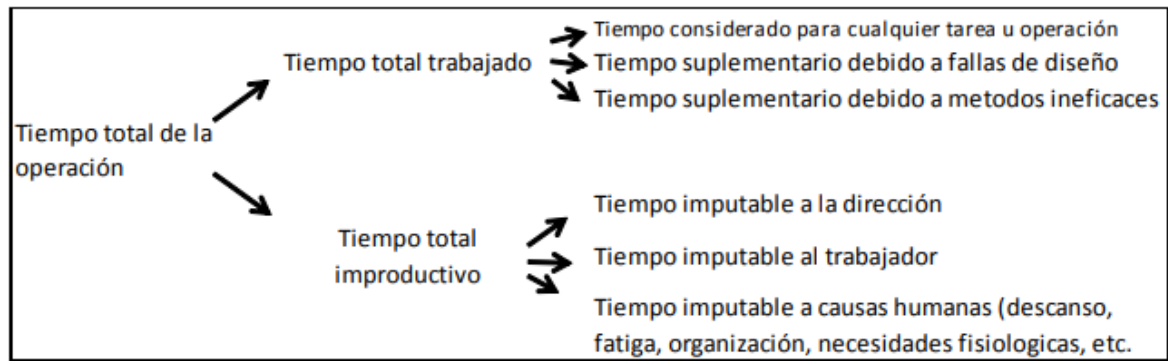 Tiempo total de la
operación
Tiempo total trabajado
Tiempo considerado para cualquier tarea u operación
Tiempo suplementario debido a fallas de diseño
Tiempo suplementario debido a metodos ineficaces
Tiempo total
improductivo
Tiempo imputable a la dirección
Tiempo imputable al trabajador
Tiempo imputable a causas humanas (descanso,
fatiga, organización, necesidades fisiologicas, etc.